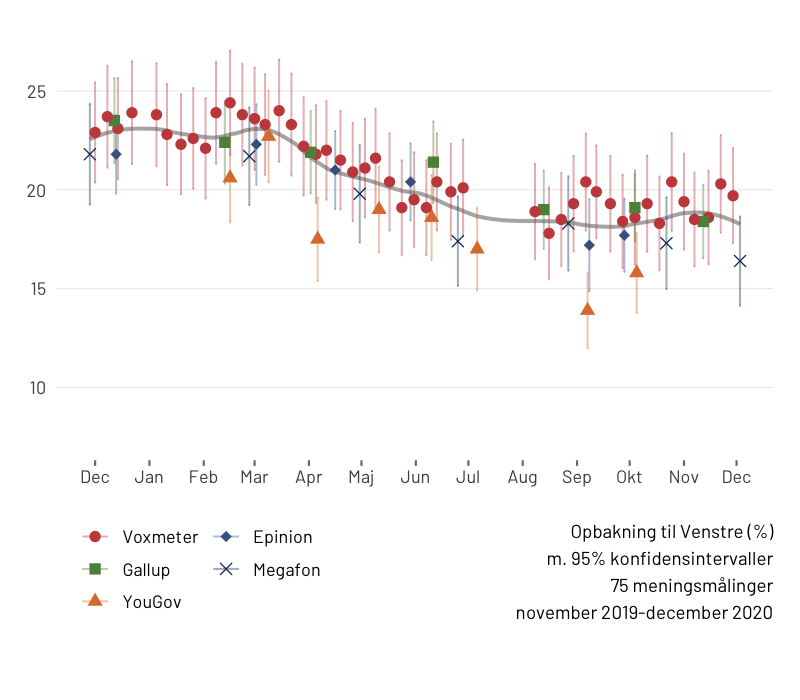 25
20
15
10
Dec Jan Feb Mar Apr Maj Jun Jul Aug Sep Okt Nov Dec
Voxmeter Epinion
Gallup Megafon
YouGov
Opbakning til Venstre (%)
m. 95% konfidensintervaller
75 meningsmålinger
november 2019-december 2020